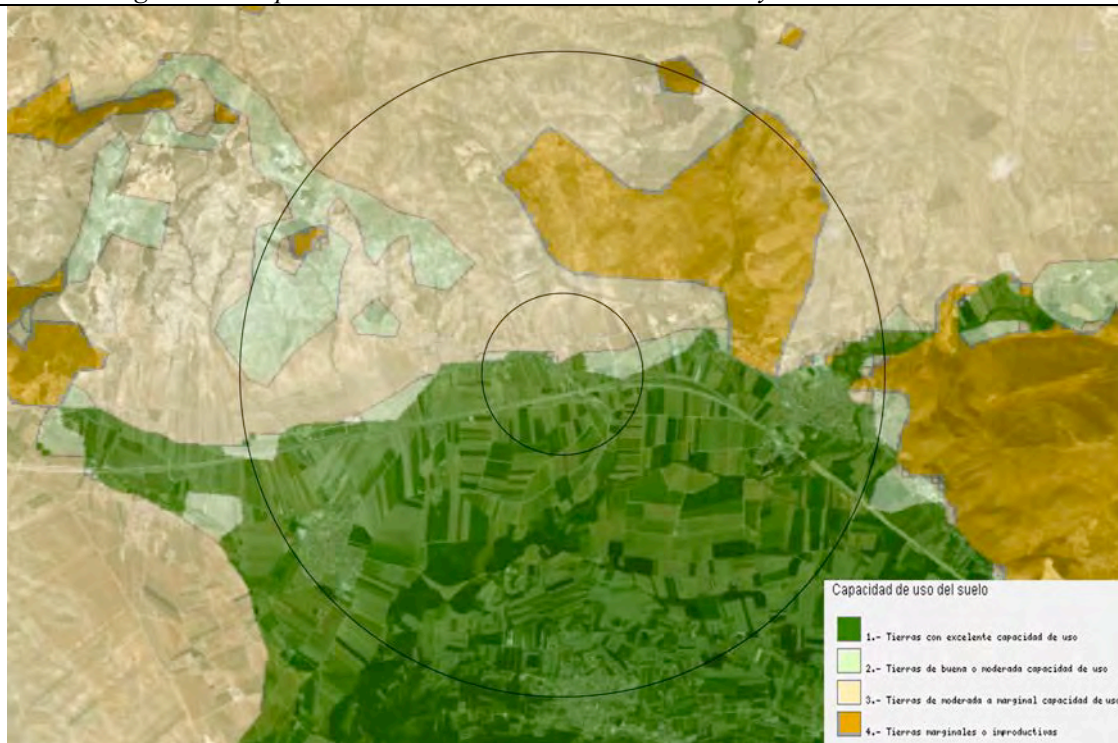 Capacidad de uso del suelo
1.- Tierras con excelente capacidad de uso
2.- Tierras de buena o moderada capacidad de uso
3.- Tierras de moderada a marginal capacidad de uso
4.- Tierras marginales o improductivas